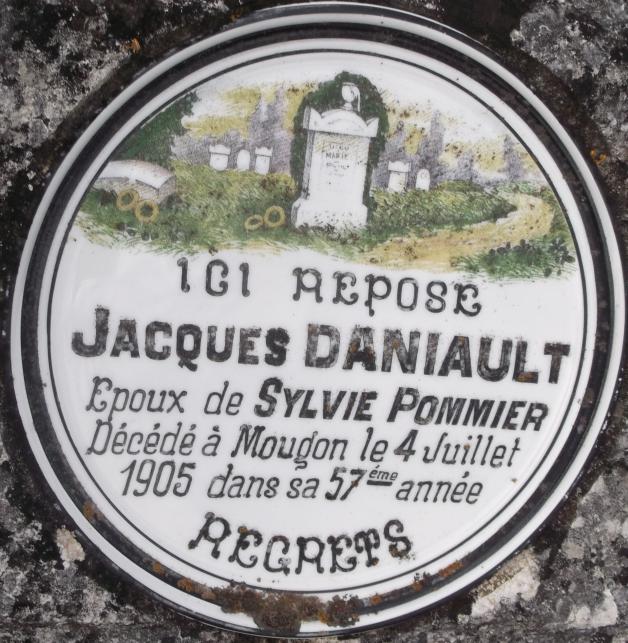 MARIE
ICI REPOSE
JACQUES DANIAULT
Epoux de SYLVIE POMMIER
Décédé à Mougon le 4 Juillet
1905 dans sa 57ème année
REGRETS